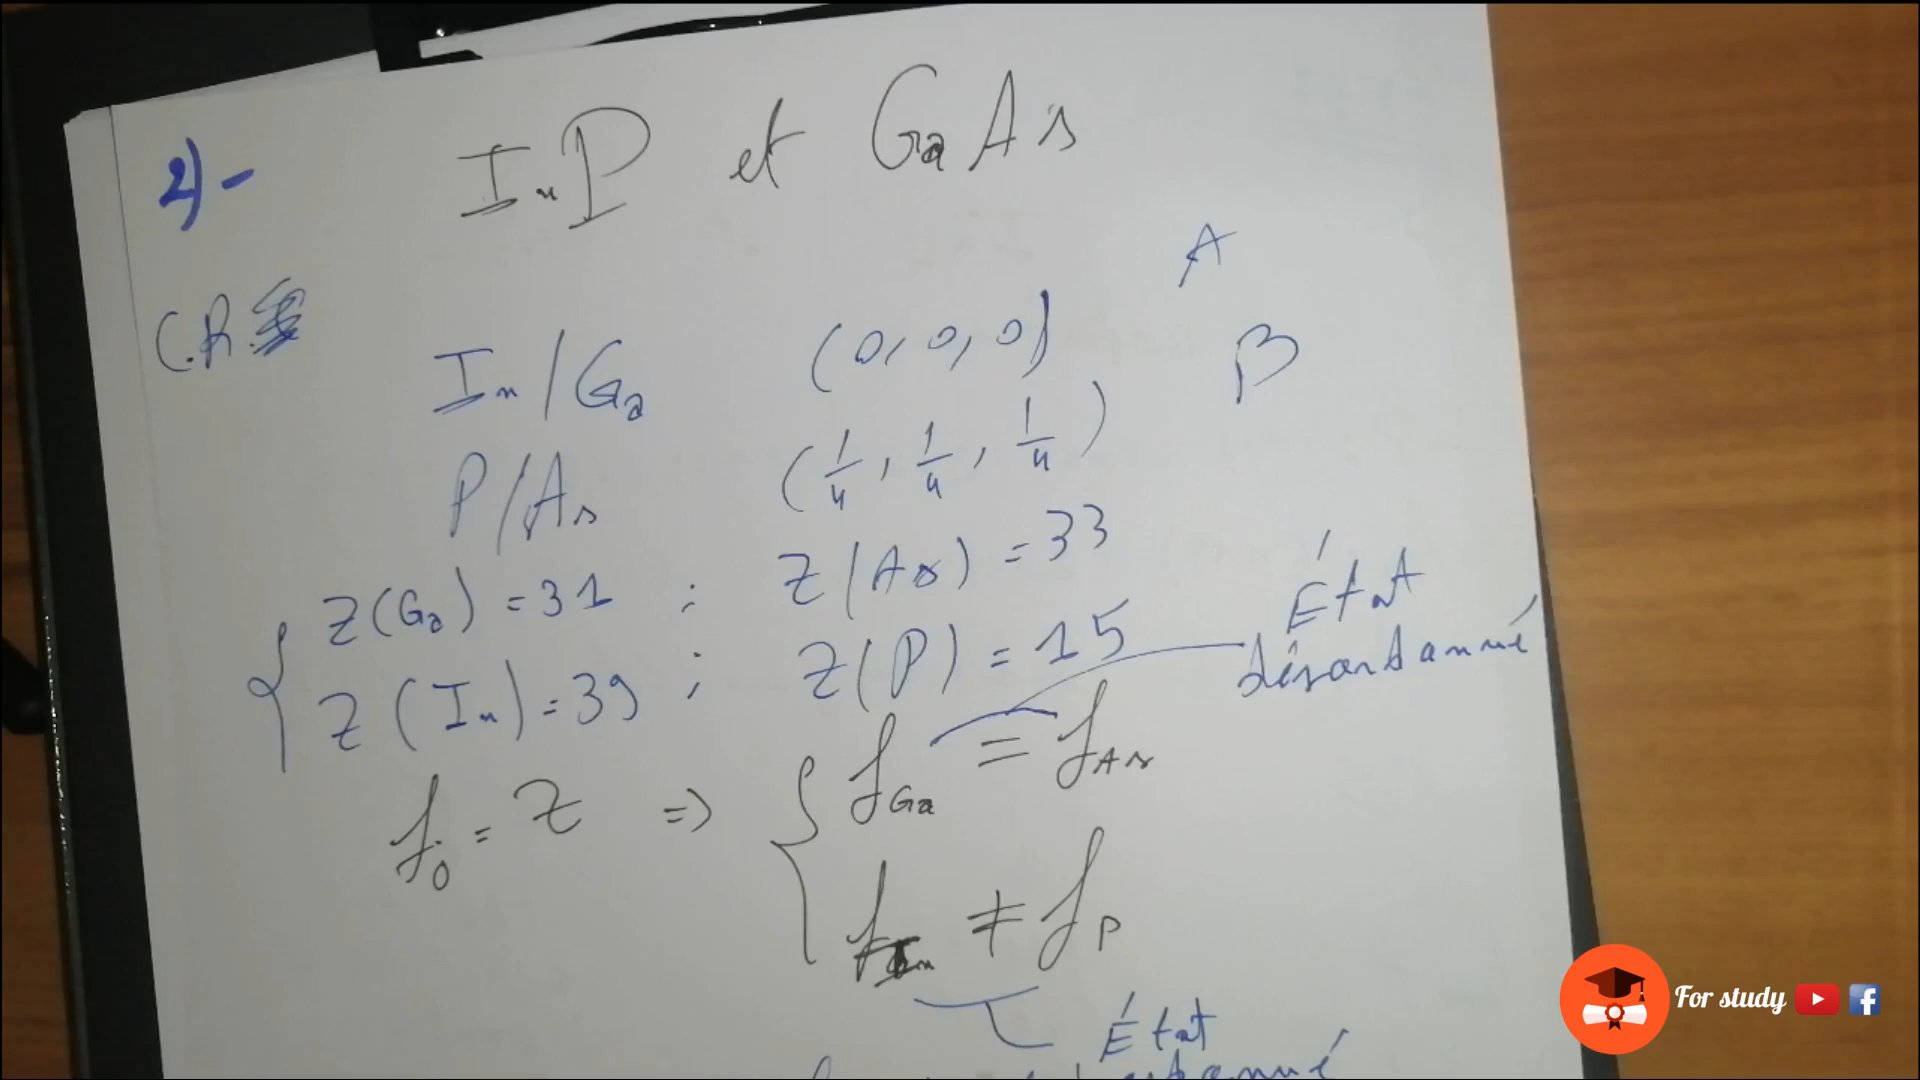 2)- InP et GaAs
C.R.
In/Ga (0,0,0) A
P/As (1/4, 1/4, 1/4) B
Z(Ga) = 31 ; Z(As) = 33
Z(In) = 39 ; Z(P) = 15
État
désordonné
f0 = Z => { fGa = fAs
fIn ≠ fP
État
For study